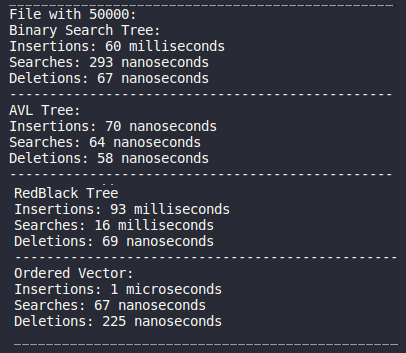 File with 50000:
Binary Search Tree:
Insertions: 60 milliseconds
Searches: 293 nanoseconds
Deletions: 67 nanoseconds
------------------------------------------------
AVL Tree:
Insertions: 70 nanoseconds
Searches: 64 nanoseconds
Deletions: 58 nanoseconds
------------------------------------------------
RedBlack Tree
Insertions: 93 milliseconds
Searches: 16 milliseconds
Deletions: 69 nanoseconds
------------------------------------------------
Ordered Vector:
Insertions: 1 microseconds
Searches: 67 nanoseconds
Deletions: 225 nanoseconds